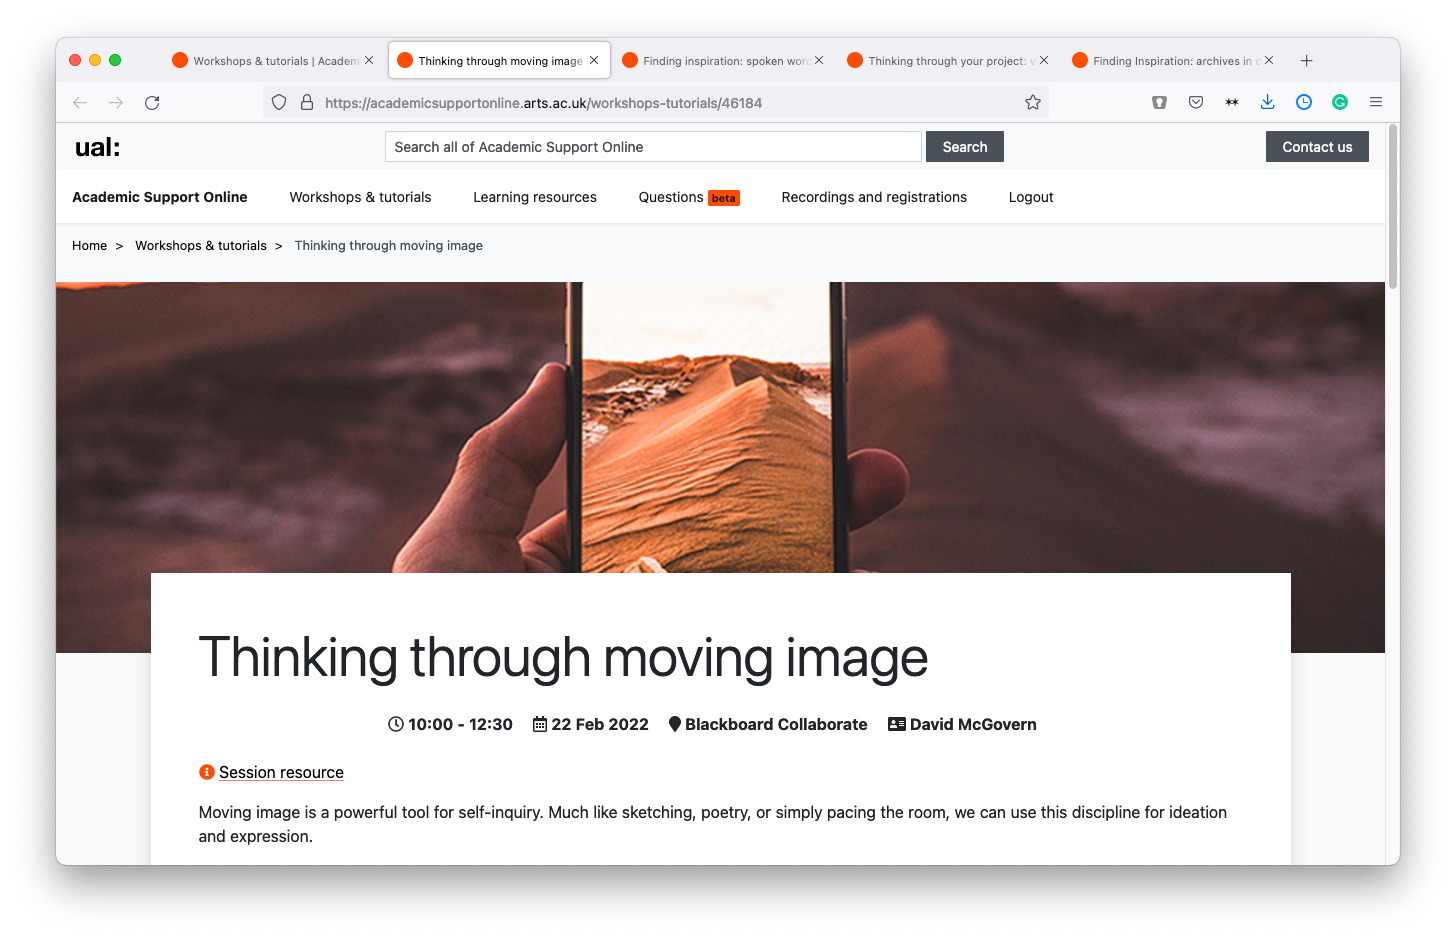 Workshops & tutorials | Academi
Thinking through moving image
Finding inspiration: spoken word
Thinking through your project:
Finding Inspiration: archives in
https://academicsupportonline.arts.ac.uk/workshops-tutorials/46184
ual:
Search all of Academic Support Online
Search
Contact us
Academic Support Online
Workshops & tutorials
Learning resources
Questions beta
Recordings and registrations
Logout
Home > Workshops & tutorials > Thinking through moving image
Thinking through moving image
10:00 - 12:30 22 Feb 2022 Blackboard Collaborate David McGovern
Session resource
Moving image is a powerful tool for self-inquiry. Much like sketching, poetry, or simply pacing the room, we can use this discipline for ideation
and expression.